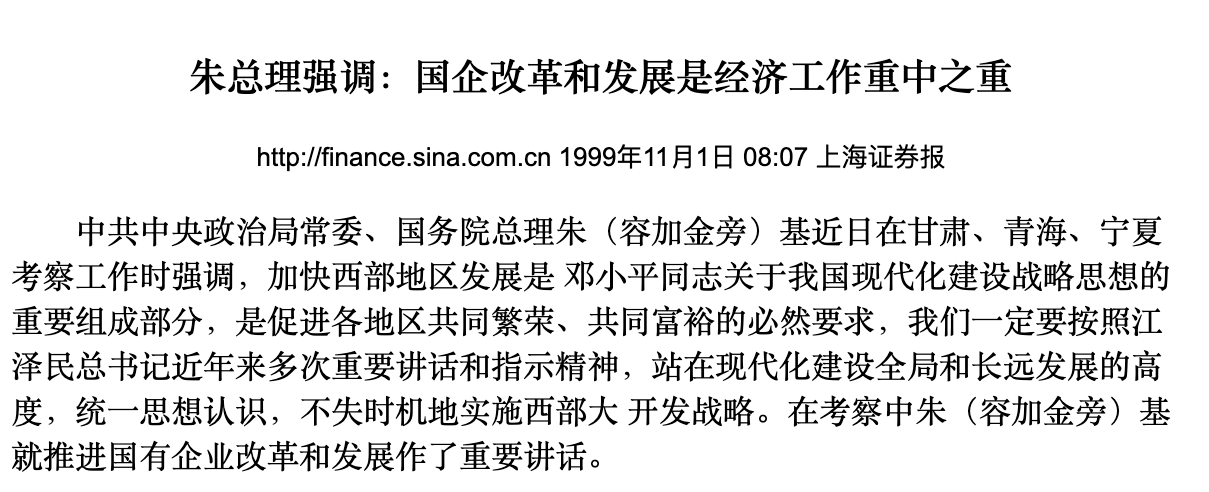 朱总理强调：国企改革和发展是经济工作重中之重
http://finance.sina.com.cn 1999年11月1日 08:07 上海证券报
中共中央政治局常委、国务院总理朱（容加金旁）基近日在甘肃、青海、宁夏
考察工作时强调，加快西部地区发展是 邓小平同志关于我国现代化建设战略思想的
重要组成部分，是促进各地区共同繁荣、共同富裕的必然要求，我们一定要按照江
泽民总书记近年来多次重要讲话和指示精神，站在现代化建设全局和长远发展的高
度，统一思想认识，不失时机地实施西部大 开发战略。在考察中朱（容加金旁）基
就推进国有企业改革和发展作了重要讲话。